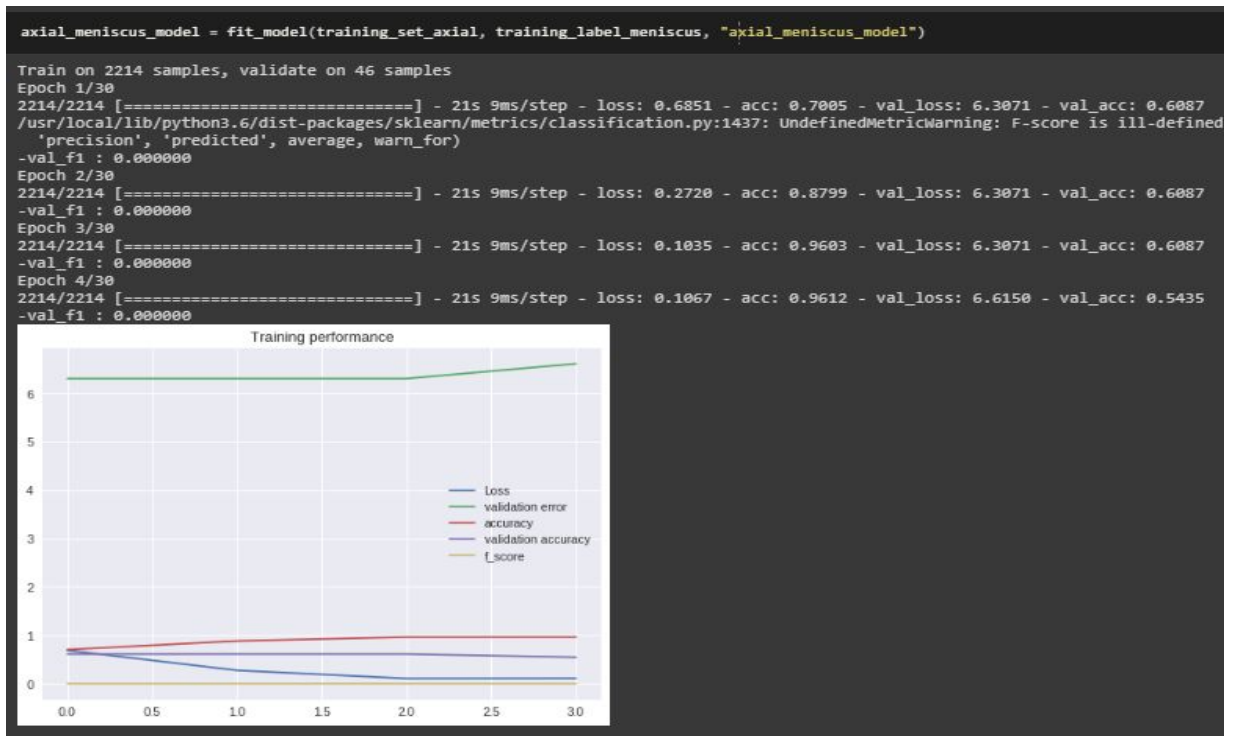 axial_meniscus_model = fit_model(training_set_axial, training_label_meniscus, "axial_meniscus_model")
Train on 2214 samples, validate on 46 samples
Epoch 1/30
2214/2214 [==============================] - 21s 9ms/step - loss: 0.6851 - acc: 0.7005 - val_loss: 6.3071 - val_acc: 0.6087
/usr/local/lib/python3.6/dist-packages/sklearn/metrics/classification.py:1437: UndefinedMetricWarning: F-score is ill-defined
'precision', 'predicted', average, warn_for)
-val_f1 : 0.000000
Epoch 2/30
2214/2214 [==============================] - 21s 9ms/step - loss: 0.2720 - acc: 0.8799 - val_loss: 6.3071 - val_acc: 0.6087
-val_f1 : 0.000000
Epoch 3/30
2214/2214 [==============================] - 21s 9ms/step - loss: 0.1035 - acc: 0.9603 - val_loss: 6.3071 - val_acc: 0.6087
-val_f1 : 0.000000
Epoch 4/30
2214/2214 [==============================] - 21s 9ms/step - loss: 0.1067 - acc: 0.9612 - val_loss: 6.6150 - val_acc: 0.5435
-val_f1 : 0.000000
Training performance
6
5
4
3
2
1
0
Loss
validation error
accuracy
validation accuracy
f_score
0.0 0.5 1.0 1.5 2.0 2.5 3.0